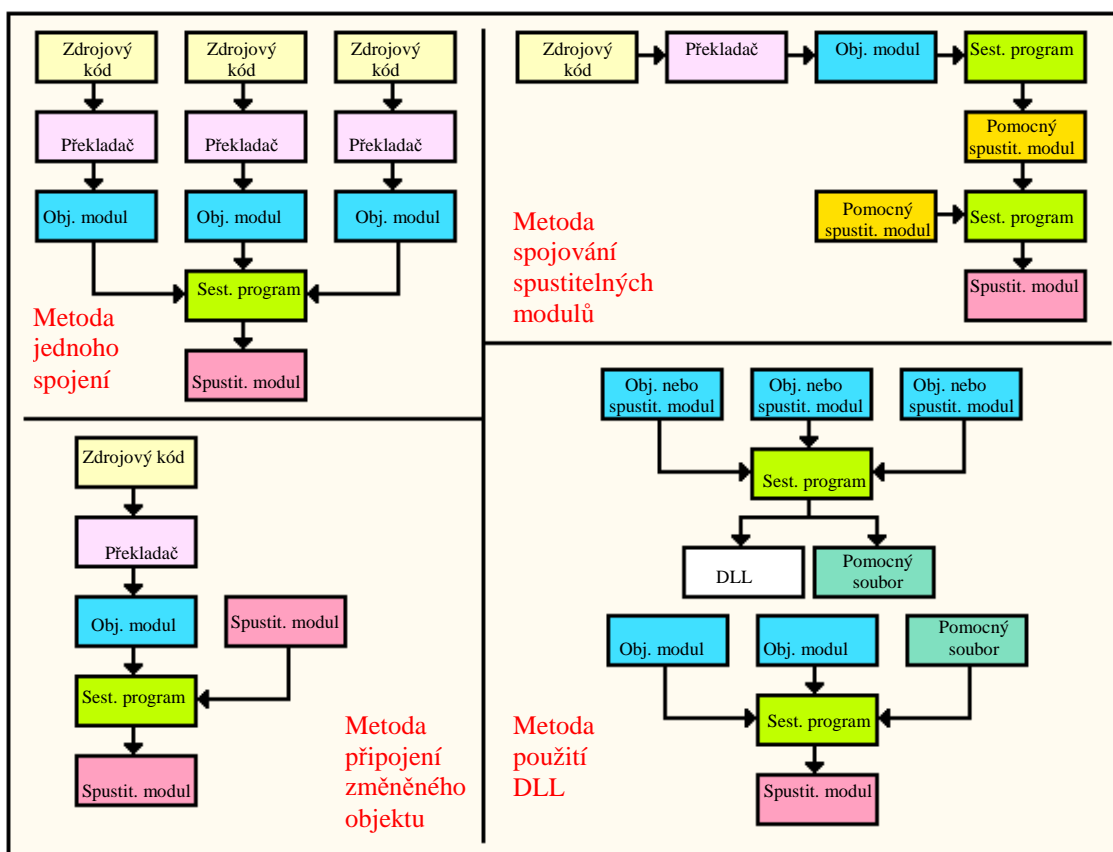 Zdrojový
kód
Zdrojový
kód
Zdrojový
kód
Překladač
Překladač
Překladač
Obj. modul
Obj. modul
Obj. modul
Sest. program
Metoda
jednoho
spojení
Spustit. modul
Zdrojový
kód
Překladač
Obj. modul
Sest. program
Pomocný
spustit. modul
Pomocný
spustit. modul
Sest. program
Metoda
spojování
spustitelných
modulů
Spustit. modul
Zdrojový kód
Překladač
Obj. modul
Spustit. modul
Sest. program
Spustit. modul
Metoda
připojení
změněného
objektu
Obj. nebo
spustit. modul
Obj. nebo
spustit. modul
Obj. nebo
spustit. modul
Sest. program
DLL
Pomocný
soubor
Obj. modul
Obj. modul
Pomocný
soubor
Sest. program
Metoda
použití
DLL
Spustit. modul